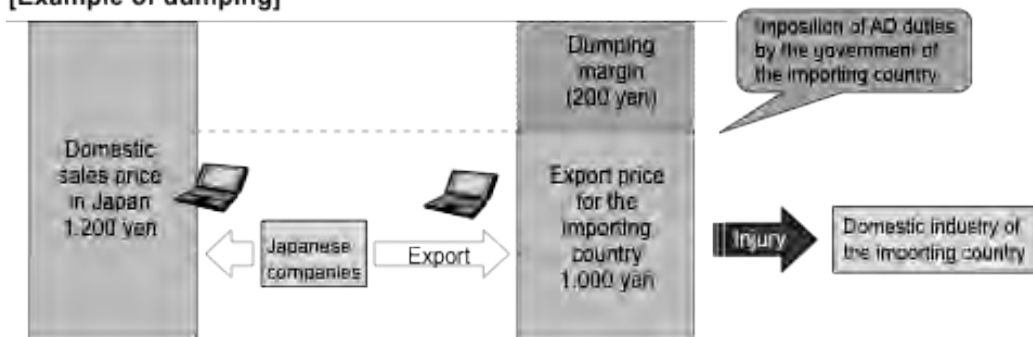 [Example of dumping]
Domestic
sales price
in Japan
1.200 yen
Japanese
companies
Export
Dumping
margin
(200 yen)
Export price
for the
importing
country
1.000 yen
Imposition of AD duties
by the government of
the importing country
Injury
Domestic industry of
the importing country